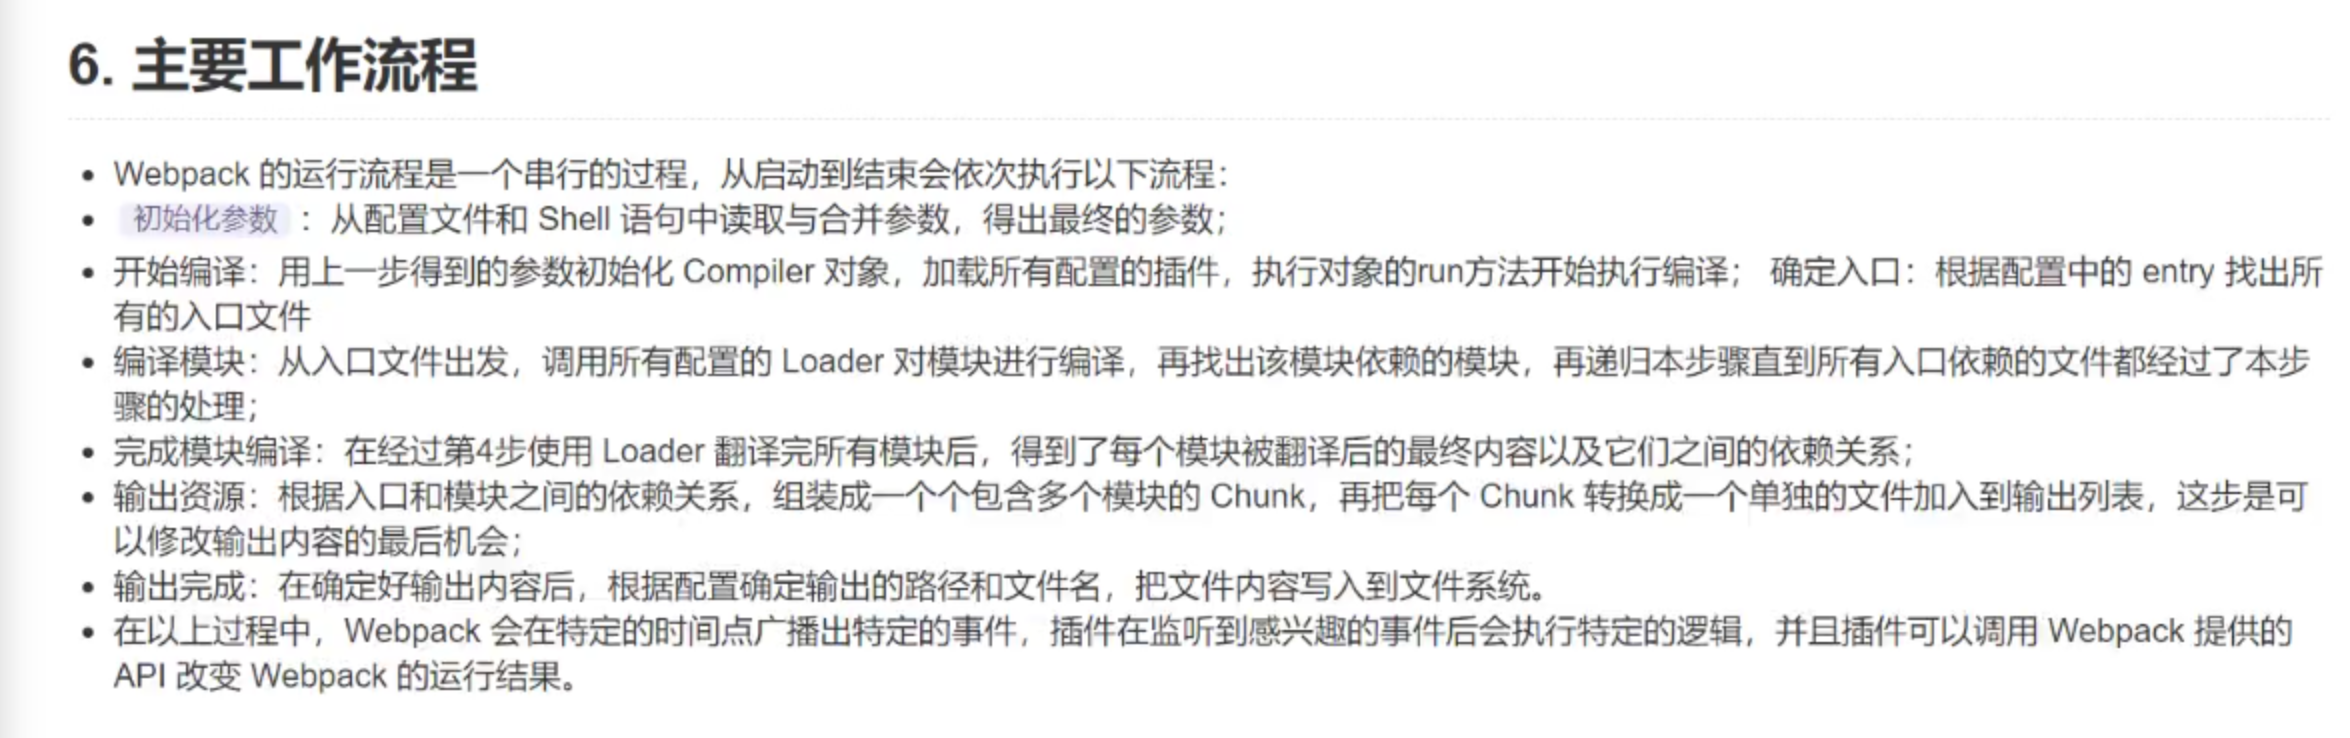 6. 主要工作流程
Webpack 的运行流程是一个串行的过程，从启动到结束会依次执行以下流程：
初始化参数 ：从配置文件和 Shell 语句中读取与合并参数，得出最终的参数；
开始编译：用上一步得到的参数初始化 Compiler 对象，加载所有配置的插件，执行对象的run方法开始执行编译； 确定入口：根据配置中的 entry 找出所
有的入口文件
编译模块：从入口文件出发，调用所有配置的 Loader 对模块进行编译，再找出该模块依赖的模块，再递归本步骤直到所有入口依赖的文件都经过了本步
骤的处理；
完成模块编译：在经过第4步使用 Loader 翻译完所有模块后，得到了每个模块被翻译后的最终内容以及它们之间的依赖关系；
输出资源：根据入口和模块之间的依赖关系，组装成一个个包含多个模块的 Chunk，再把每个 Chunk 转换成一个单独的文件加入到输出列表，这步是可
以修改输出内容的最后机会；
输出完成：在确定好输出内容后，根据配置确定输出的路径和文件名，把文件内容写入到文件系统。
在以上过程中，Webpack 会在特定的时间点广播出特定的事件，插件在监听到感兴趣的事件后会执行特定的逻辑，并且插件可以调用 Webpack 提供的
API 改变 Webpack 的运行结果。